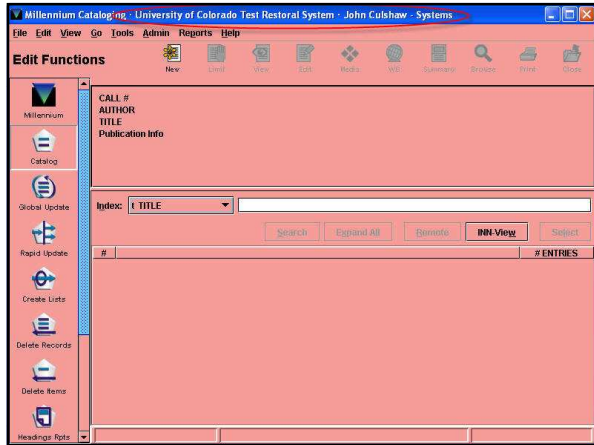 Millennium Cataloging · University of Colorado Test Restoral System · John Culshaw - Systems
File Edit View Go Tools Admin Reports Help
Edit Functions
New Limit View Edit Media Summary Browse Print Close
Millennium
Catalog
Global Update
Rapid Update
Create Lists
Delete Records
Delete Items
Headings Rpts
CALL #
AUTHOR
TITLE
Publication Info
Index: t TITLE
Search Expand All Remote INN-View Select
# # ENTRIES